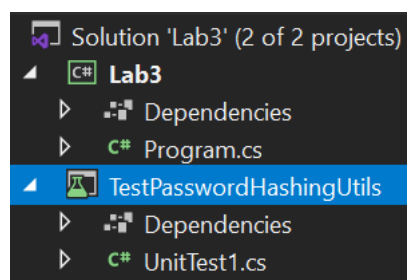 Solution 'Lab3' (2 of 2 projects)
C# Lab3
Dependencies
C# Program.cs
TestPasswordHashingUtils
Dependencies
C# UnitTest1.cs